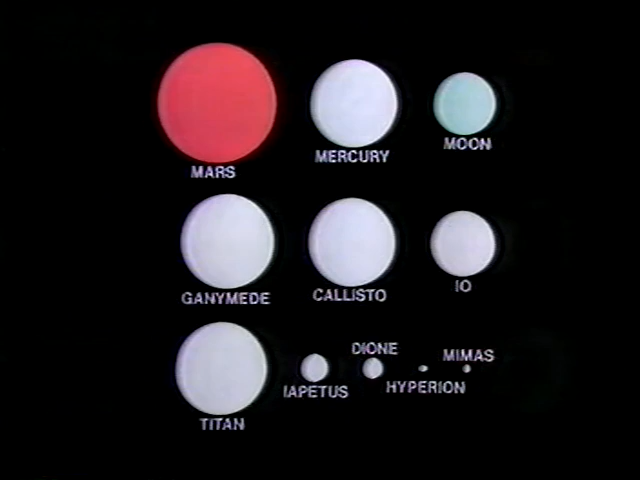 MARS
MERCURY
MOON
GANYMEDE
CALLISTO
IO
TITAN
IAPETUS
DIONE
HYPERION
MIMAS